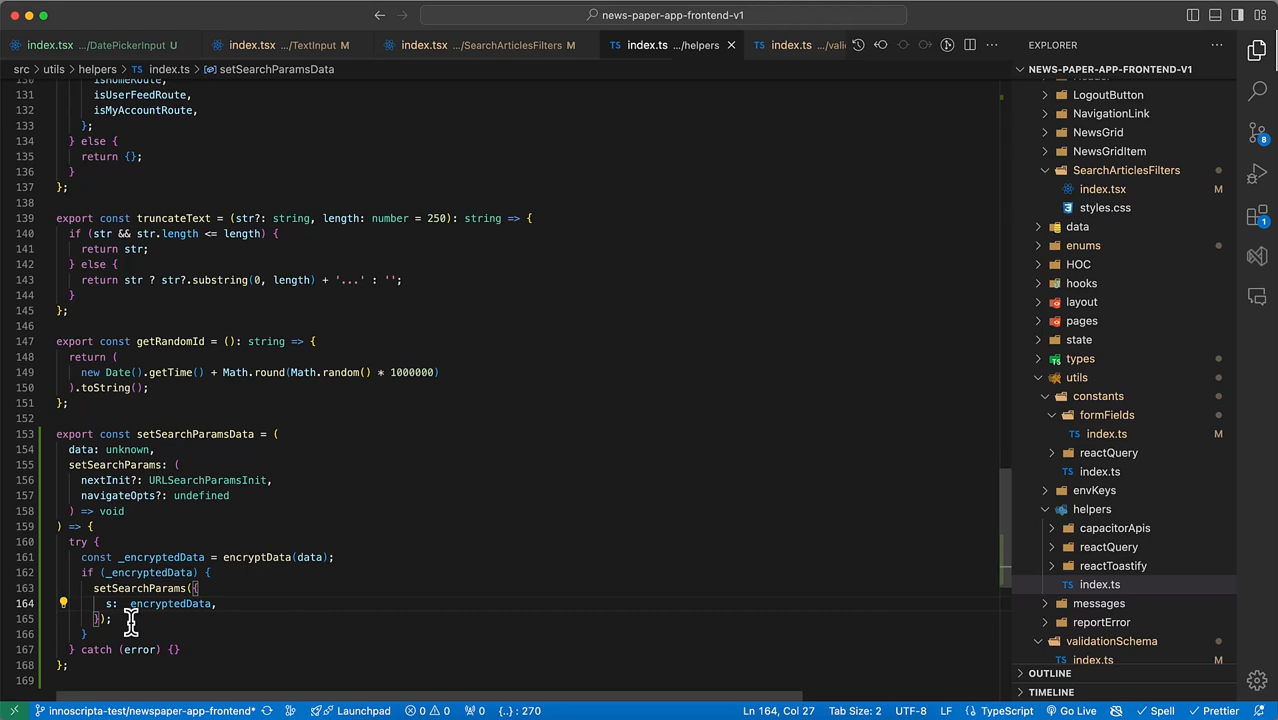 news-paper-app-frontend-v1
index.tsx .../DatePickerInput U
index.tsx .../TextInput M
index.tsx .../SearchArticlesFilters M
index.ts .../helpers
index.ts .../vali
EXPLORER
src > utils > helpers > TS index.ts > setSearchParamsData
NEWS-PAPER-APP-FRONTEND-V1
130 isHomeRoute,
131 isUserFeedRoute,
132 isMyAccountRoute,
133 };
134 } else {
135 return {};
136 }
137 };
138
139 export const truncateText = (str?: string, length: number = 250): string => {
140 if (str && str.length <= length) {
141 return str;
142 } else {
143 return str ? str?.substring(0, length) + '...' : '';
144 }
145 };
146
147 export const getRandomId = (): string => {
148 return (
149 new Date().getTime() + Math.round(Math.random() * 1000000)
150 ).toString();
151 };
152
153 export const setSearchParamsData = (
154 data: unknown,
155 setSearchParams: (
156 nextInit?: URLSearchParamsInit,
157 navigateOpts?: undefined
158 ) => void
159 ) => {
160 try {
161 const _encryptedData = encryptData(data);
162 if (_encryptedData) {
163 setSearchParams({
164 s: _encryptedData,
165 });
166 }
167 } catch (error) {}
168 };
169
LogoutButton
NavigationLink
NewsGrid
NewsGridItem
SearchArticlesFilters
index.tsx M
styles.css
data
enums
HOC
hooks
layout
pages
state
types
utils
constants
formFields
TS index.ts M
reactQuery
TS index.ts
envKeys
helpers
capacitorApis
reactQuery
reactToastify
TS index.ts
messages
reportError
validationSchema
TS index.ts M
OUTLINE
TIMELINE
8
1
innoscripta-test/newspaper-app-frontend* Launchpad 0 0 0 {..} : 270 Ln 164, Col 27 Tab Size: 2 UTF-8 LF TypeScript Go Live Spell Prettier